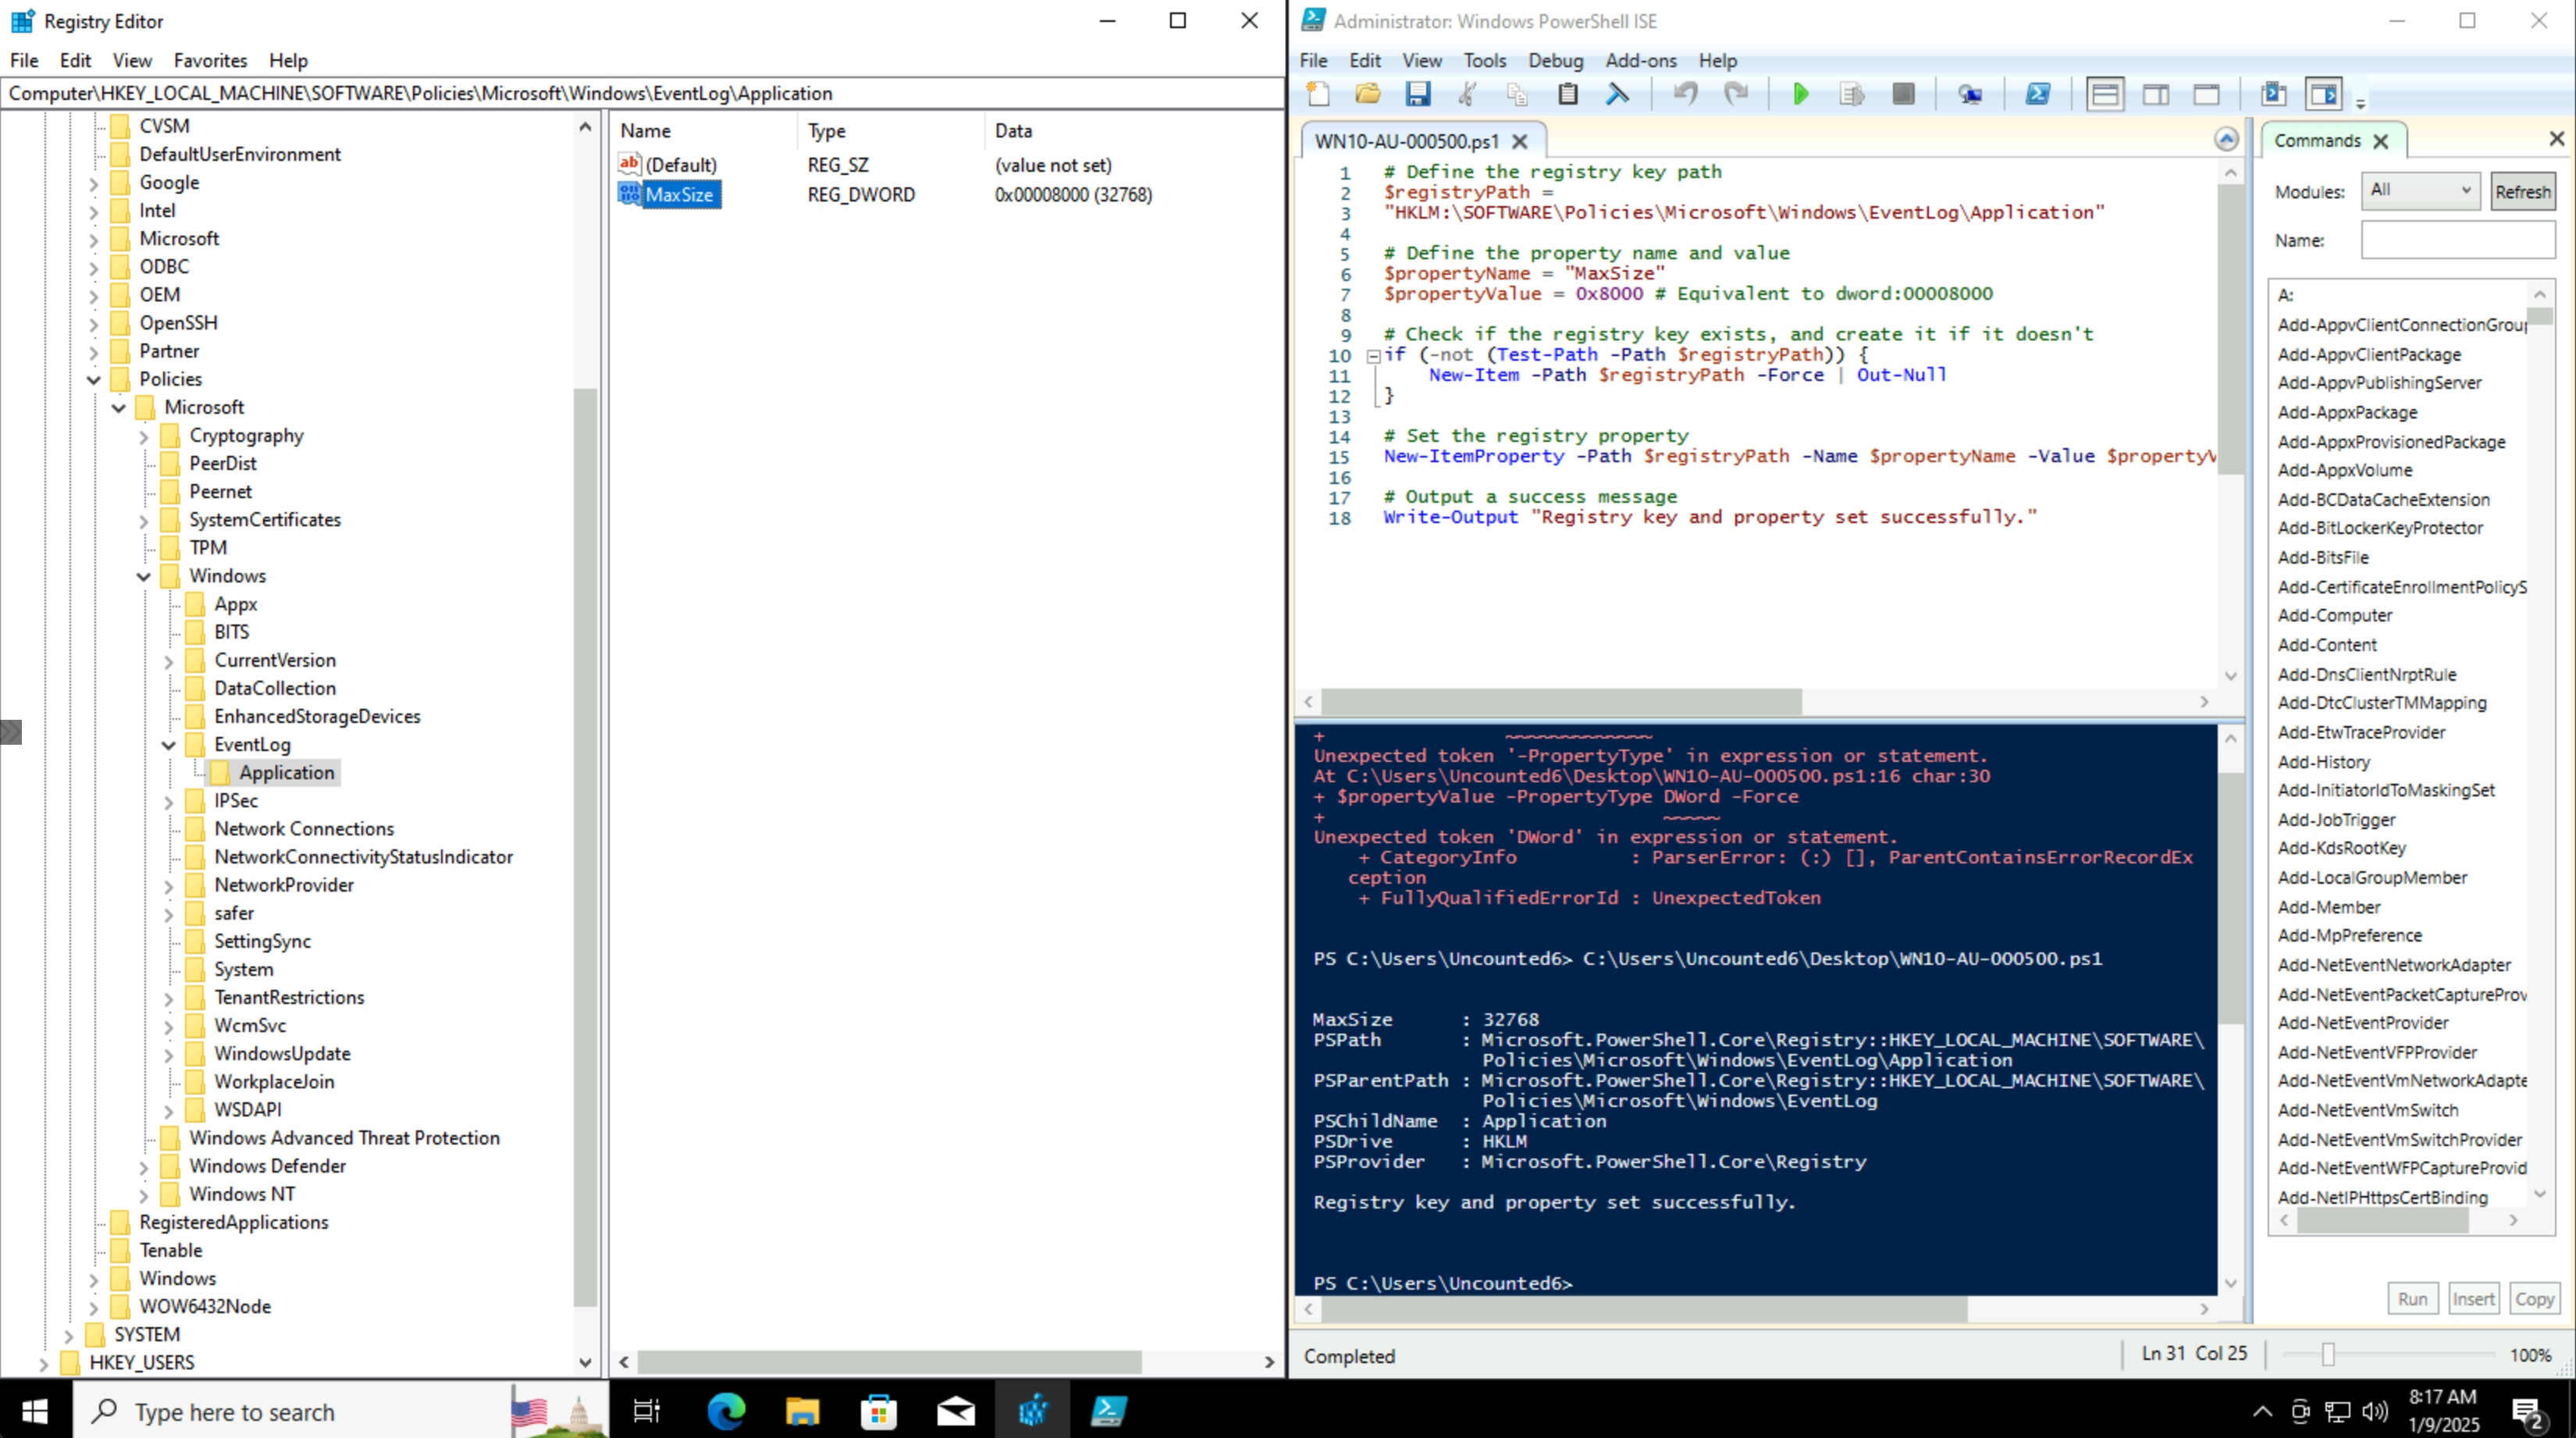 Registry Editor
File Edit View Favorites Help
Computer\HKEY_LOCAL_MACHINE\SOFTWARE\Policies\Microsoft\Windows\EventLog\Application
CVSM
DefaultUserEnvironment
Google
Intel
Microsoft
ODBC
OEM
OpenSSH
Partner
Policies
Microsoft
Cryptography
PeerDist
Peernet
SystemCertificates
TPM
Windows
Appx
BITS
CurrentVersion
DataCollection
EnhancedStorageDevices
EventLog
Application
IPSec
Network Connections
NetworkConnectivityStatusIndicator
NetworkProvider
safer
SettingSync
System
TenantRestrictions
WcmSvc
WindowsUpdate
WorkplaceJoin
WSDAPI
Windows Advanced Threat Protection
Windows Defender
Windows NT
RegisteredApplications
Tenable
Windows
WOW6432Node
SYSTEM
HKEY_USERS
Name Type Data
(Default) REG_SZ (value not set)
MaxSize REG_DWORD 0x00008000 (32768)
Administrator: Windows PowerShell ISE
File Edit View Tools Debug Add-ons Help
WN10-AU-000500.ps1
1 # Define the registry key path
2 $registryPath =
3 "HKLM:\SOFTWARE\Policies\Microsoft\Windows\EventLog\Application"
4
5 # Define the property name and value
6 $propertyName = "MaxSize"
7 $propertyValue = 0x8000 # Equivalent to dword:00008000
8
9 # Check if the registry key exists, and create it if it doesn't
10 if (-not (Test-Path -Path $registryPath)) {
11 New-Item -Path $registryPath -Force | Out-Null
12 }
13
14 # Set the registry property
15 New-ItemProperty -Path $registryPath -Name $propertyName -Value $propertyV
16
17 # Output a success message
18 Write-Output "Registry key and property set successfully."
+ ~~~~~~~~~~~~~
Unexpected token '-PropertyType' in expression or statement.
At C:\Users\Uncounted6\Desktop\WN10-AU-000500.ps1:16 char:30
+ $propertyValue -PropertyType DWord -Force
+ ~~~~~
Unexpected token 'DWord' in expression or statement.
+ CategoryInfo : ParserError: (:) [], ParentContainsErrorRecordEx
ception
+ FullyQualifiedErrorId : UnexpectedToken
PS C:\Users\Uncounted6> C:\Users\Uncounted6\Desktop\WN10-AU-000500.ps1
MaxSize : 32768
PSPath : Microsoft.PowerShell.Core\Registry::HKEY_LOCAL_MACHINE\SOFTWARE\
Policies\Microsoft\Windows\EventLog\Application
PSParentPath : Microsoft.PowerShell.Core\Registry::HKEY_LOCAL_MACHINE\SOFTWARE\
Policies\Microsoft\Windows\EventLog
PSChildName : Application
PSDrive : HKLM
PSProvider : Microsoft.PowerShell.Core\Registry
Registry key and property set successfully.
PS C:\Users\Uncounted6>
Completed
Ln 31 Col 25
100%
Commands
Modules: All Refresh
Name:
A:
Add-AppvClientConnectionGroup
Add-AppvClientPackage
Add-AppvPublishingServer
Add-AppxPackage
Add-AppxProvisionedPackage
Add-AppxVolume
Add-BCDataCacheExtension
Add-BitLockerKeyProtector
Add-BitsFile
Add-CertificateEnrollmentPolicyS
Add-Computer
Add-Content
Add-DnsClientNrptRule
Add-DtcClusterTMMapping
Add-EtwTraceProvider
Add-History
Add-InitiatorIdToMaskingSet
Add-JobTrigger
Add-KdsRootKey
Add-LocalGroupMember
Add-Member
Add-MpPreference
Add-NetEventNetworkAdapter
Add-NetEventPacketCaptureProv
Add-NetEventProvider
Add-NetEventVFPProvider
Add-NetEventVmNetworkAdapte
Add-NetEventVmSwitch
Add-NetEventVmSwitchProvider
Add-NetEventWFPCaptureProvid
Add-NetIPHttpsCertBinding
Run Insert Copy
Type here to search
8:17 AM
1/9/2025
2